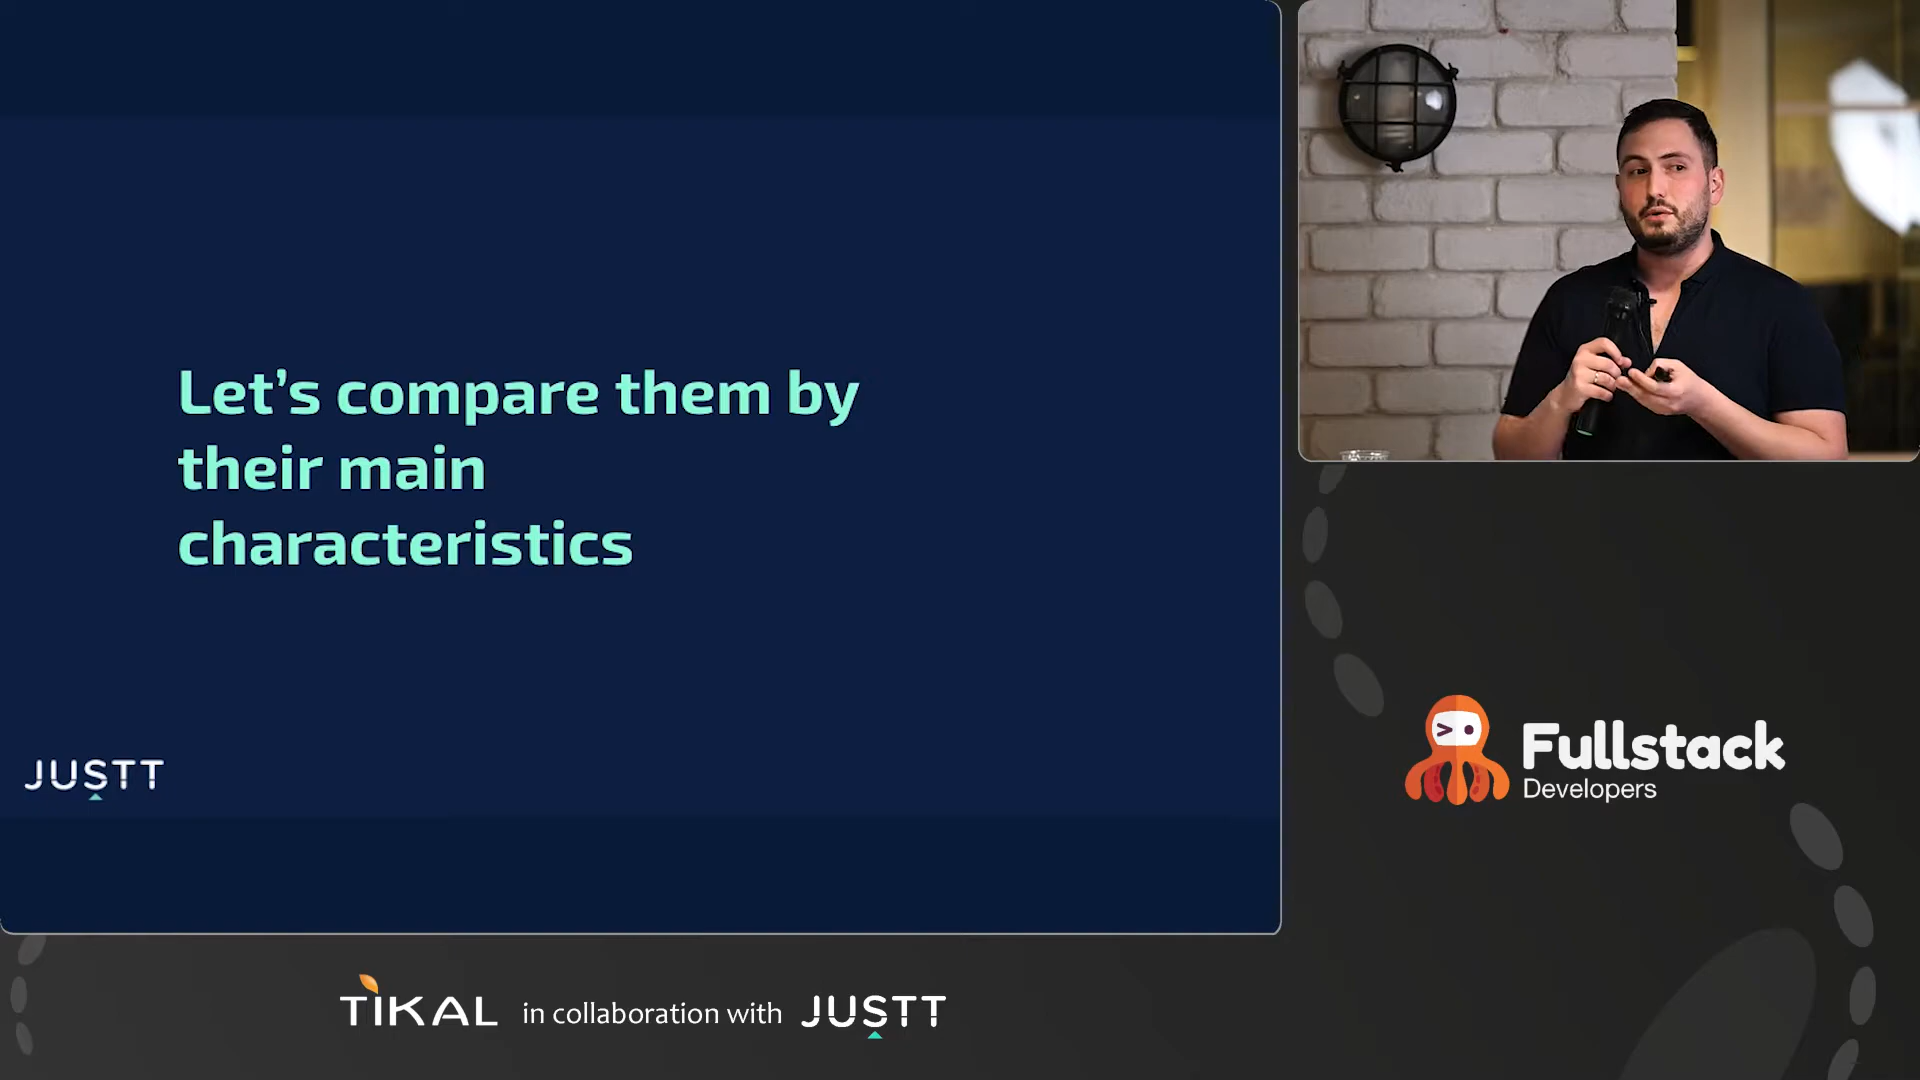 Let’s compare them by
their main
characteristics
JUSTT
Fullstack
Developers
TIKAL in collaboration with JUSTT